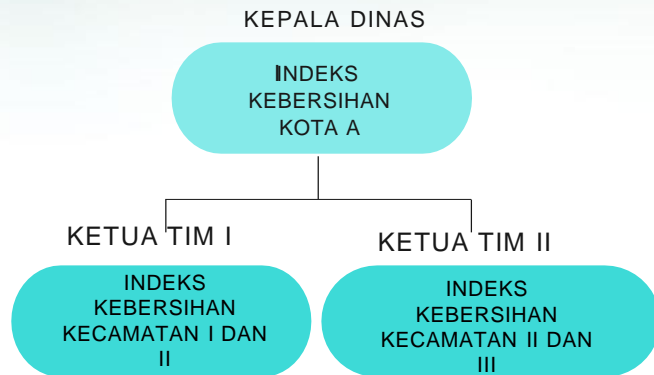 KEPALA DINAS
INDEKS
KEBERSIHAN
KOTA A
KETUA TIM I
INDEKS
KEBERSIHAN
KECAMATAN I DAN
II
KETUA TIM II
INDEKS
KEBERSIHAN
KECAMATAN II DAN
III